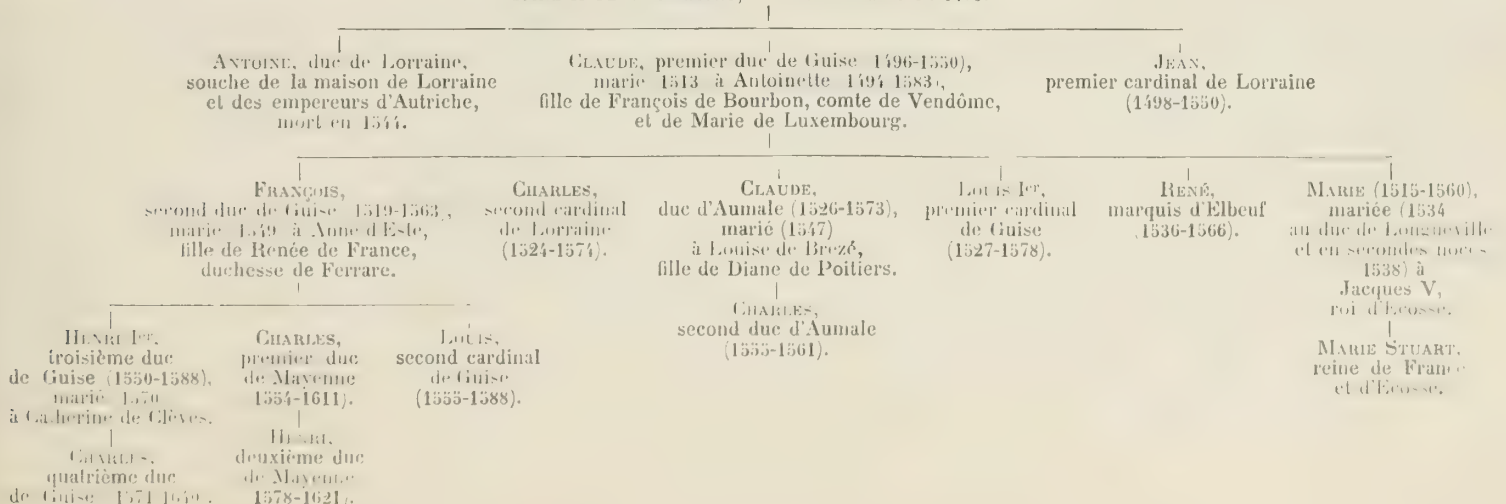 ANTOINE, duc de Lorraine,
souche de la maison de Lorraine
et des empereurs d'Autriche,
mort en 1544.
CLAUDE, premier duc de Guise 1496-1550),
marié 1513 à Antoinette 1494 1583),
fille de François de Bourbon, comte de Vendôme,
et de Marie de Luxembourg.
JEAN,
premier cardinal de Lorraine
(1498-1550).
FRANÇOIS,
second duc de Guise 1519-1563,
marié 1549 à Anne d'Este,
fille de Renée de France,
duchesse de Ferrare.
CHARLES,
second cardinal
de Lorraine
(1524-1574).
CLAUDE,
duc d'Aumale (1526-1573),
marié (1547)
à Louise de Brezé,
fille de Diane de Poitiers.
LOUIS Ier,
premier cardinal
de Guise
(1527-1578).
RENÉ,
marquis d'Elbeuf
1536-1566).
MARIE (1515-1560),
mariée (1534
au duc de Longueville
et en secondes noces
1538) à
Jacques V,
roi d'Ecosse.
HENRI Ier,
troisième duc
de Guise (1550-1588),
marié 1570
à Catherine de Clèves.
CHARLES,
premier duc
de Mayenne
1554-1611).
LOUIS,
second cardinal
de Guise
(1555-1588).
CHARLES,
second duc d'Aumale
(1555-1561).
MARIE STUART,
reine de France
et d'Ecosse.
CHARLES,
quatrième duc
de Guise
HENRI,
deuxième duc
de Mayenne
1578-1621).